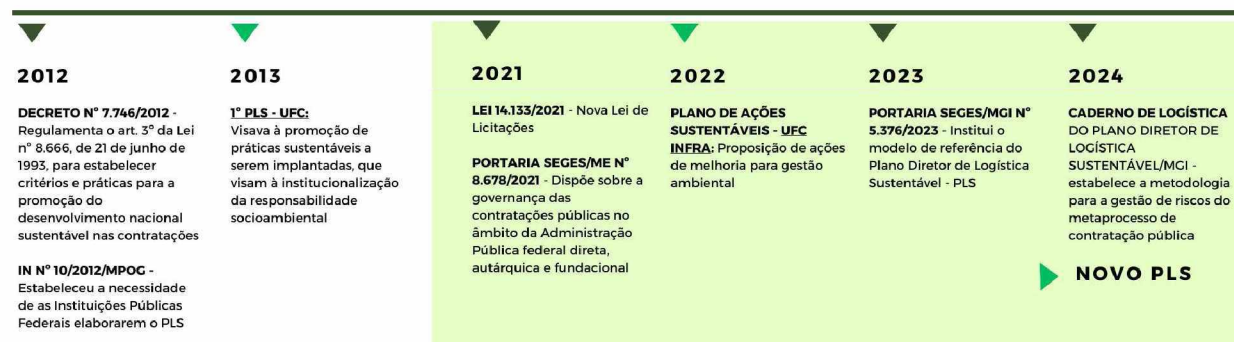 2012
DECRETO Nº 7.746/2012 -
Regulamenta o art. 3º da Lei
nº 8.666, de 21 de junho de
1993, para estabelecer
critérios e práticas para a
promoção do
desenvolvimento nacional
sustentável nas contratações
IN Nº 10/2012/MPOG -
Estabeleceu a necessidade
de as Instituições Públicas
Federais elaborarem o PLS
2013
1º PLS - UFC:
Visava à promoção de
práticas sustentáveis a
serem implantadas, que
visam à institucionalização
da responsabilidade
socioambiental
2021
LEI 14.133/2021 - Nova Lei de
Licitações
PORTARIA SEGES/ME Nº
8.678/2021 - Dispõe sobre a
governança das
contratações públicas no
âmbito da Administração
Pública federal direta,
autárquica e fundacional
2022
PLANO DE AÇÕES
SUSTENTÁVEIS - UFC
INFRA: Proposição de ações
de melhoria para gestão
ambiental
2023
PORTARIA SEGES/MGI Nº
5.376/2023 - Institui o
modelo de referência do
Plano Diretor de Logística
Sustentável - PLS
2024
CADERNO DE LOGÍSTICA
DO PLANO DIRETOR DE
LOGÍSTICA
SUSTENTÁVEL/MGI -
estabelece a metodologia
para a gestão de riscos do
metaprocesso de
contratação pública
NOVO PLS